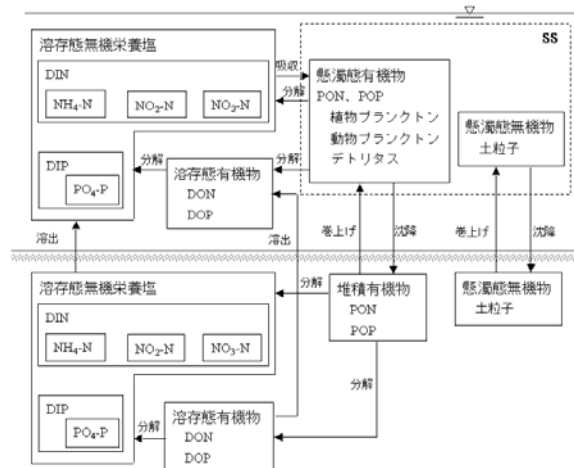 SS
溶存態無機栄養塩
DIN
NH₄-N
NO₂-N
NO₃-N
DIP
PO₄-P
吸収
分解
懸濁態有機物
PON、POP
植物プランクトン
動物プランクトン
デトリタス
懸濁態無機物
土粒子
分解
分解
溶存態有機物
DON
DOP
溶出
溶出
巻上げ
沈降
巻上げ
沈降
溶存態無機栄養塩
DIN
NH₄-N
NO₂-N
NO₃-N
DIP
PO₄-P
分解
堆積有機物
PON
POP
懸濁態無機物
土粒子
分解
分解
溶存態有機物
DON
DOP